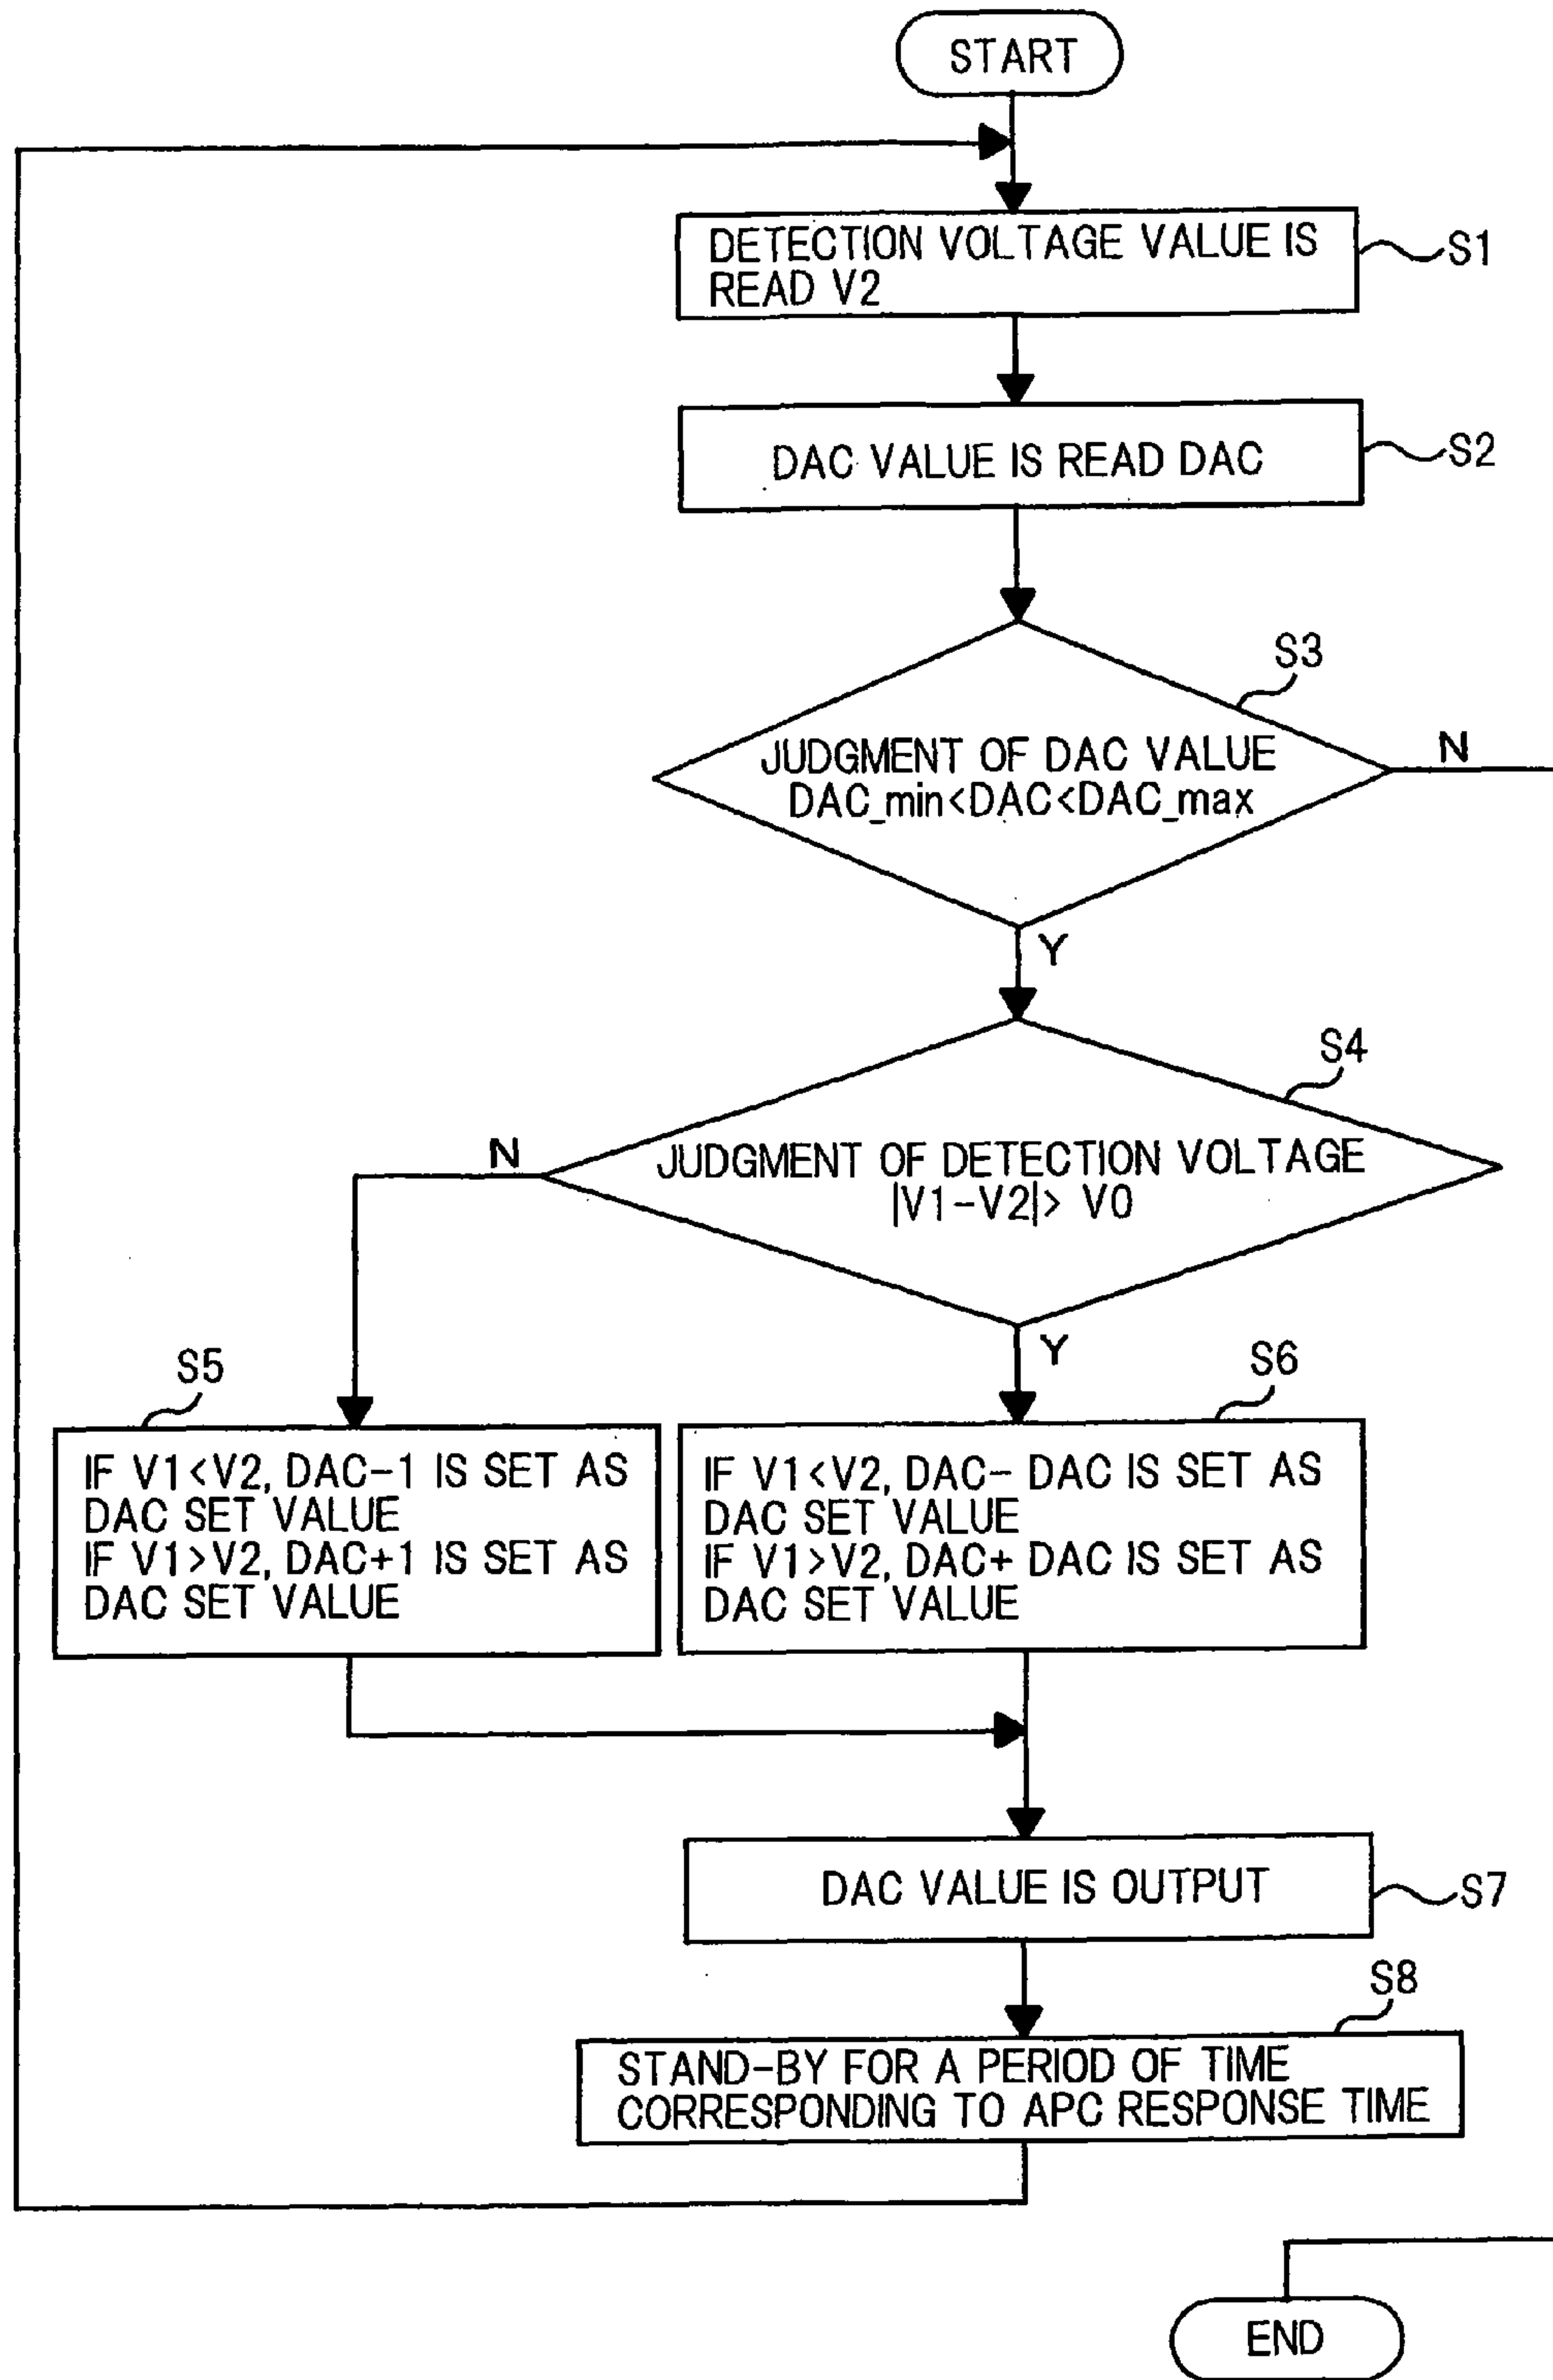 START
DETECTION VOLTAGE VALUE IS
READ V2
S1
DAC VALUE IS READ DAC
S2
S3
JUDGMENT OF DAC VALUE
DAC_min<DAC<DAC_max
N
Y
S4
JUDGMENT OF DETECTION VOLTAGE
|V1-V2|> V0
N
Y
S5
IF V1<V2, DAC-1 IS SET AS
DAC SET VALUE
IF V1>V2, DAC+1 IS SET AS
DAC SET VALUE
S6
IF V1<V2, DAC- DAC IS SET AS
DAC SET VALUE
IF V1>V2, DAC+ DAC IS SET AS
DAC SET VALUE
DAC VALUE IS OUTPUT
S7
S8
STAND-BY FOR A PERIOD OF TIME
CORRESPONDING TO APC RESPONSE TIME
END